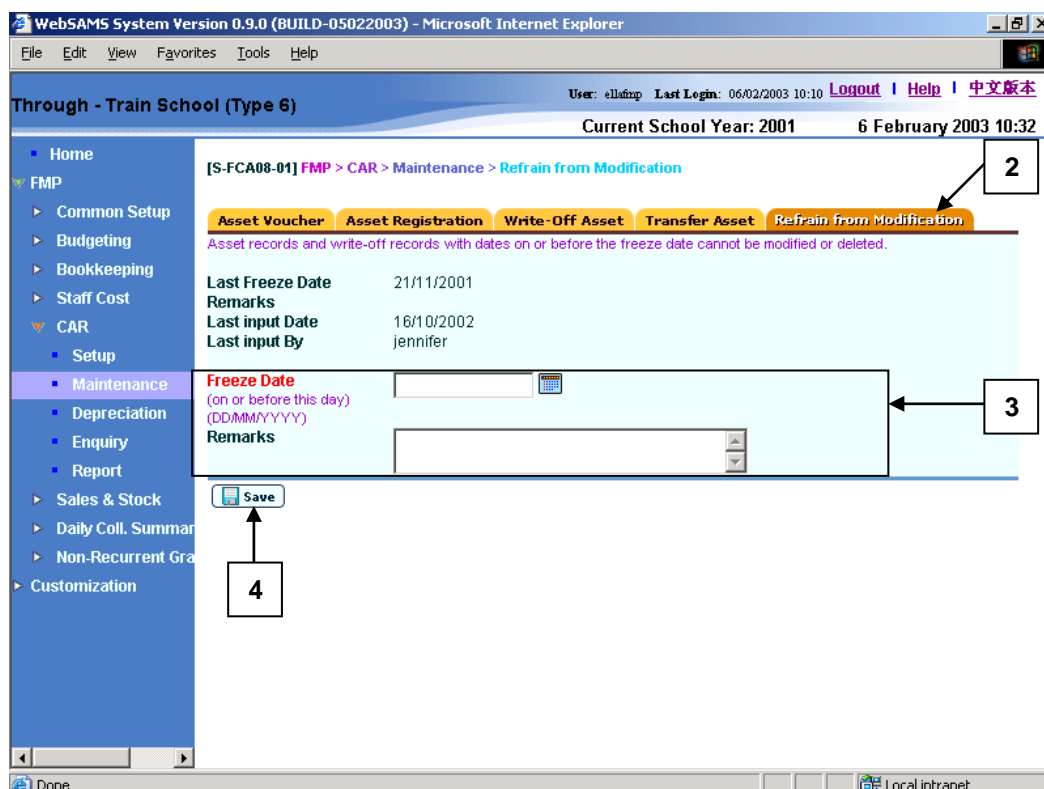 WebSAMS System Version 0.9.0 (BUILD-05022003) - Microsoft Internet Explorer
File Edit View Favorites Tools Help
Through - Train School (Type 6)
User: ellafmp Last Login: 06/02/2003 10:10 Logout | Help | 中文版本
Current School Year: 2001 6 February 2003 10:32
Home
FMP
Common Setup
Budgeting
Bookkeeping
Staff Cost
CAR
Setup
Maintenance
Depreciation
Enquiry
Report
Sales & Stock
Daily Coll. Summar
Non-Recurrent Gra
Customization
[S-FCA08-01] FMP > CAR > Maintenance > Refrain from Modification
2
Asset Voucher Asset Registration Write-Off Asset Transfer Asset Refrain from Modification
Asset records and write-off records with dates on or before the freeze date cannot be modified or deleted.
Last Freeze Date 21/11/2001
Remarks
Last input Date 16/10/2002
Last input By jennifer
Freeze Date
(on or before this day)
(DD/MM/YYYY)
Remarks
3
Save
4
Done Local intranet